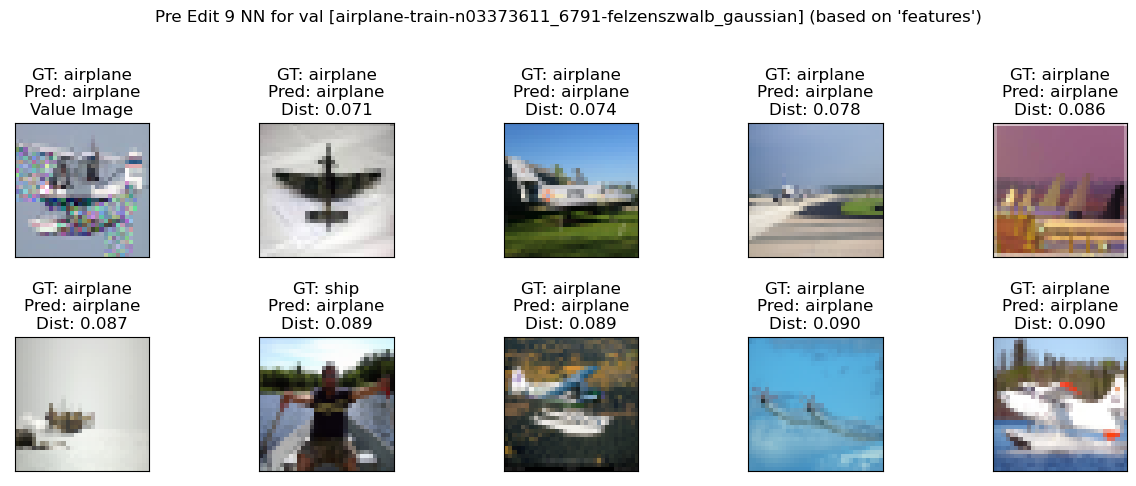 Pre Edit 9 NN for val [airplane-train-n03373611_6791-felzenszwalb_gaussian] (based on 'features')
GT: airplane
Pred: airplane
Value Image
GT: airplane
Pred: airplane
Dist: 0.071
GT: airplane
Pred: airplane
Dist: 0.074
GT: airplane
Pred: airplane
Dist: 0.078
GT: airplane
Pred: airplane
Dist: 0.086
GT: airplane
Pred: airplane
Dist: 0.087
GT: ship
Pred: airplane
Dist: 0.089
GT: airplane
Pred: airplane
Dist: 0.089
GT: airplane
Pred: airplane
Dist: 0.090
GT: airplane
Pred: airplane
Dist: 0.090